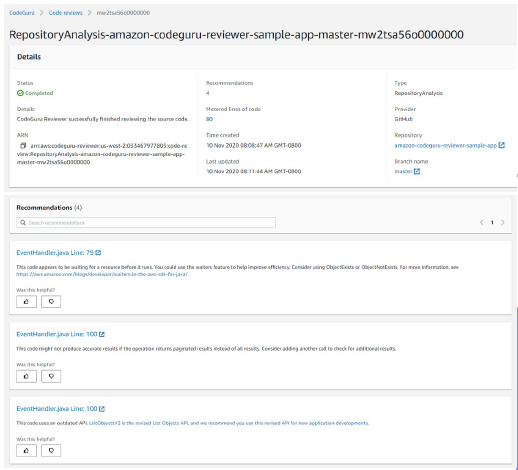 CodeGuru > Code reviews > mw2tsa56o0000000
RepositoryAnalysis-amazon-codeguru-reviewer-sample-app-master-mw2tsa56o0000000
Details
Status
Completed
Details
CodeGuru Reviewer successfully finished reviewing the source code.
ARN
arn:aws:codeguru-reviewer:us-west-2:033467977803:code-re
view:RepositoryAnalysis-amazon-codeguru-reviewer-sample-app-
master-mw2tsa56o0000000
Recommendations
4
Metered lines of code
80
Time created
10 Nov 2020 08:08:47 AM GMT-0800
Last updated
10 Nov 2020 08:11:44 AM GMT-0800
Type
RepositoryAnalysis
Provider
GitHub
Repository
amazon-codeguru-reviewer-sample-app
Branch name
master
Recommendations (4)
Search recommendations
< 1 >
EventHandler.java Line: 79
This code appears to be waiting for a resource before it runs. You could use the waiters feature to help improve efficiency. Consider using ObjectExists or ObjectNotExists. For more information, see
https://aws.amazon.com/blogs/developer/waiters-in-the-aws-sdk-for-java/
Was this helpful?
EventHandler.java Line: 100
This code might not produce accurate results if the operation returns paginated results instead of all results. Consider adding another call to check for additional results.
Was this helpful?
EventHandler.java Line: 100
This code uses an outdated API. ListObjectsV2 is the revised List Objects API, and we recommend you use this revised API for new application developments.
Was this helpful?